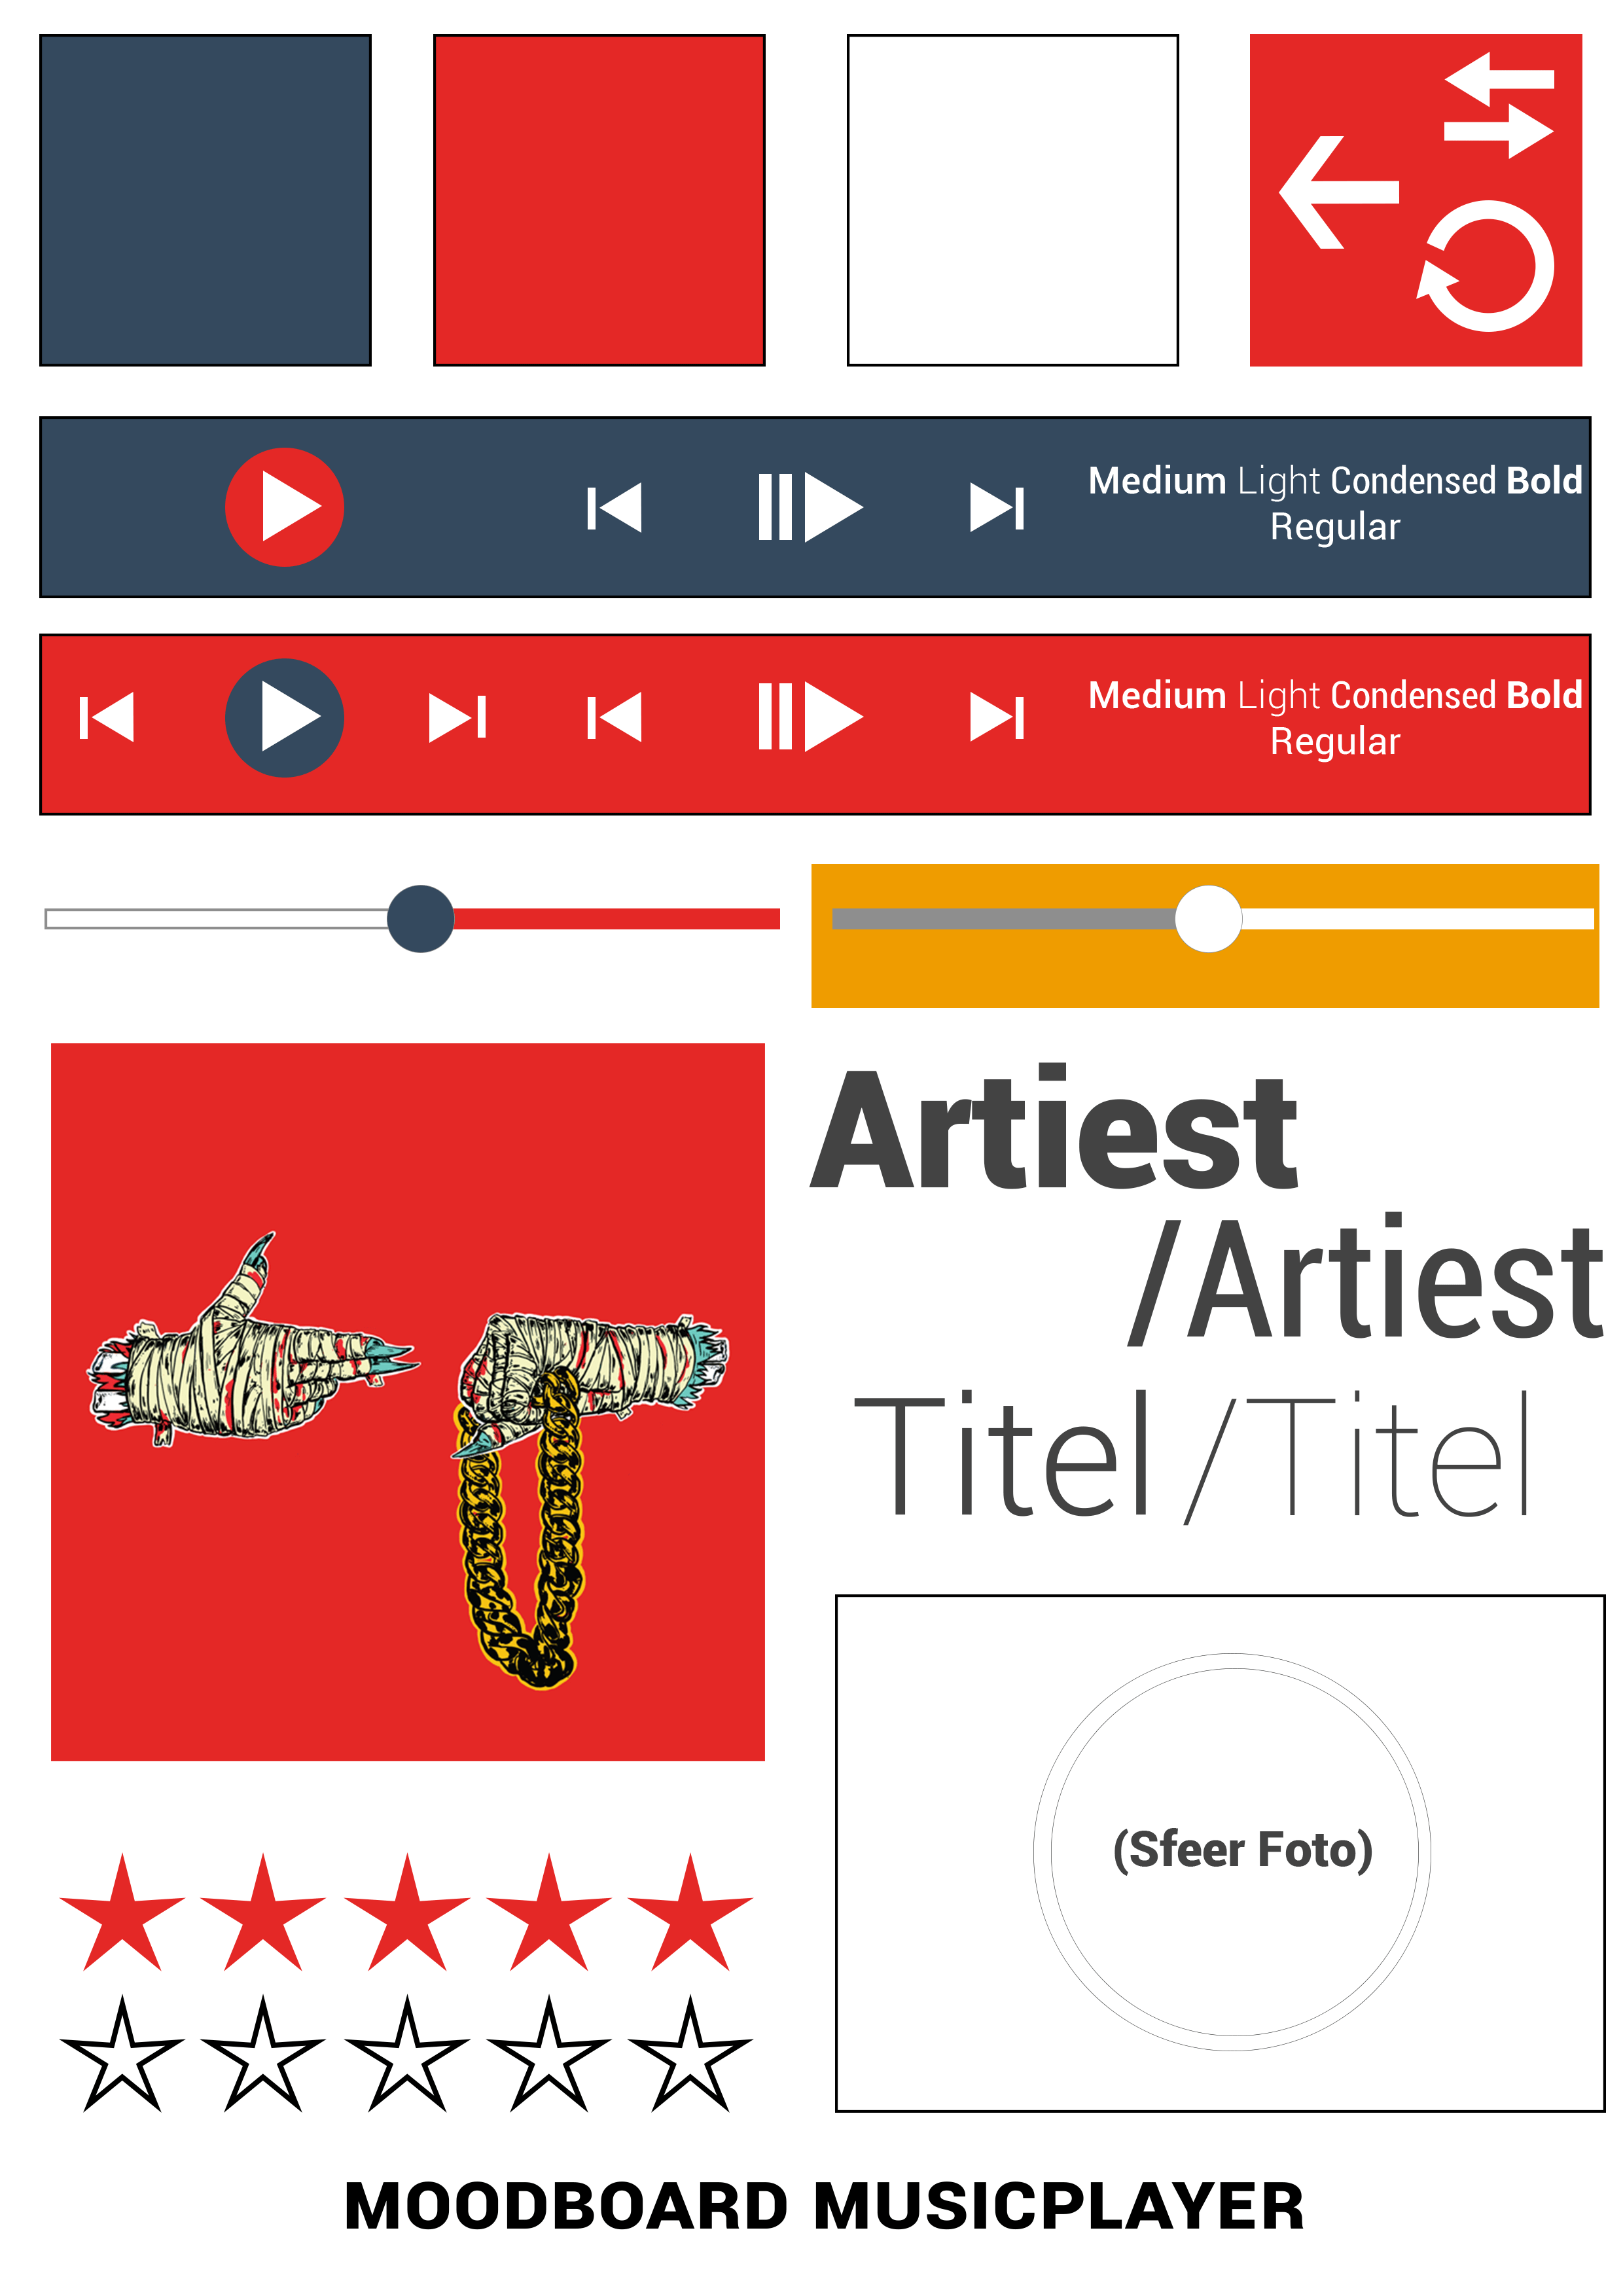 Medium Light Condensed Bold
Regular
Medium Light Condensed Bold
Regular
Artiest
/Artiest
Titel/Titel
(Sfeer Foto)
MOODBOARD MUSICPLAYER